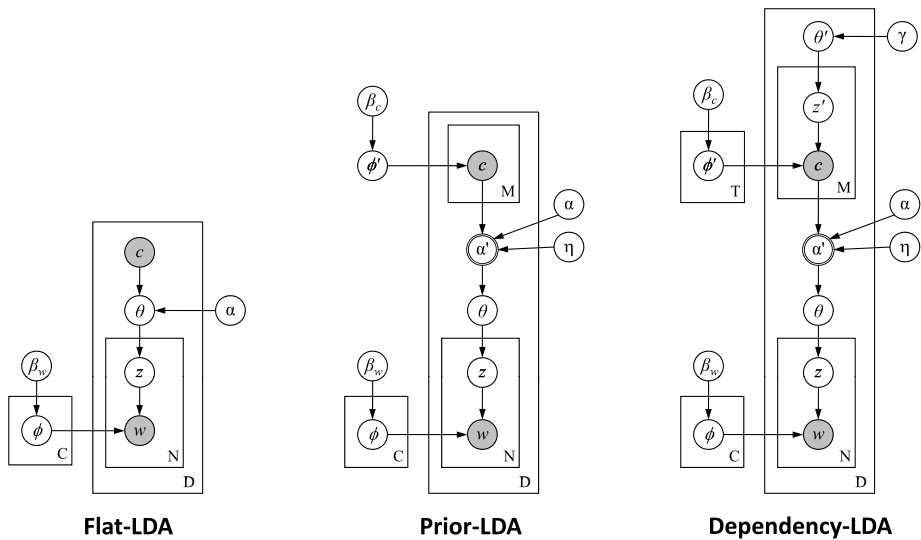 c
θ
α
z
w
β_w
ϕ
C
N
D
Flat-LDA
β_c
ϕ'
c
M
α
α'
η
θ
z
w
β_w
ϕ
C
N
D
Prior-LDA
θ'
γ
z'
β_c
ϕ'
T
c
M
α
α'
η
θ
z
w
β_w
ϕ
C
N
D
Dependency-LDA